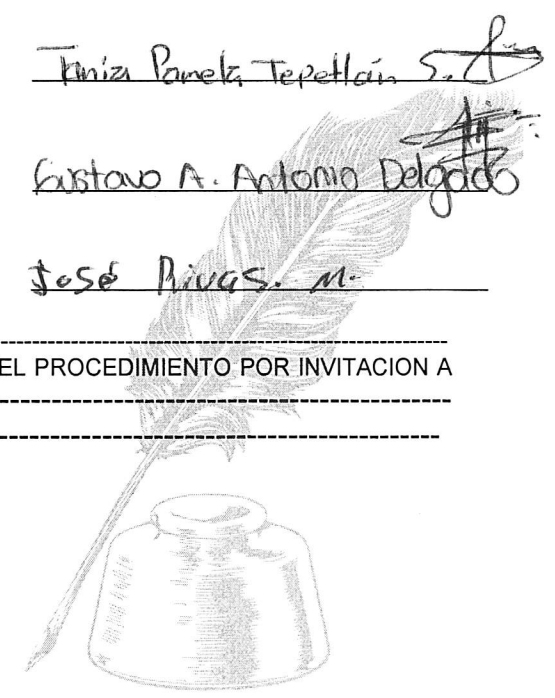 Tania Pamela Tepetlán S.
Gustavo A. Antonio Delgado
José Rivas. M.
EL PROCEDIMIENTO POR INVITACION A